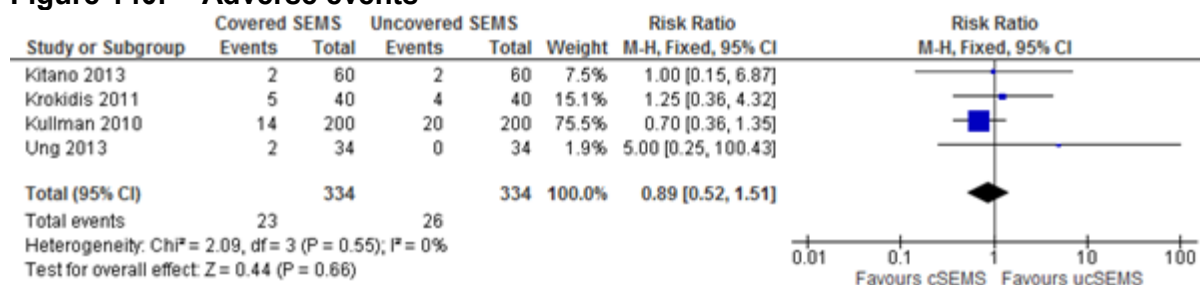 Covered SEMS Uncovered SEMS Risk Ratio Risk Ratio
Study or Subgroup Events Total Events Total Weight M-H, Fixed, 95% CI M-H, Fixed, 95% CI
Kitano 2013 2 60 2 60 7.5% 1.00 [0.15, 6.87]
Krokidis 2011 5 40 4 40 15.1% 1.25 [0.36, 4.32]
Kullman 2010 14 200 20 200 75.5% 0.70 [0.36, 1.35]
Ung 2013 2 34 0 34 1.9% 5.00 [0.25, 100.43]
Total (95% CI) 334 334 100.0% 0.89 [0.52, 1.51]
Total events 23 26
Heterogeneity: Chi² = 2.09, df = 3 (P = 0.55); I² = 0%
Test for overall effect: Z = 0.44 (P = 0.66)
0.01 0.1 1 10 100
Favours cSEMS Favours ucSEMS